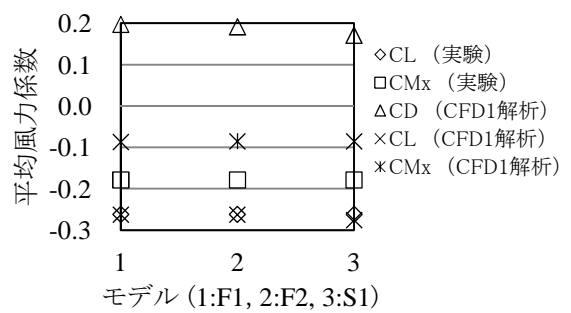 0.2
0.1
0.0
-0.1
-0.2
-0.3
平均風力係数
1 2 3
モデル (1:F1, 2:F2, 3:S1)
CL （実験）
CMx （実験）
CD （CFD1解析）
CL （CFD1解析）
CMx （CFD1解析）